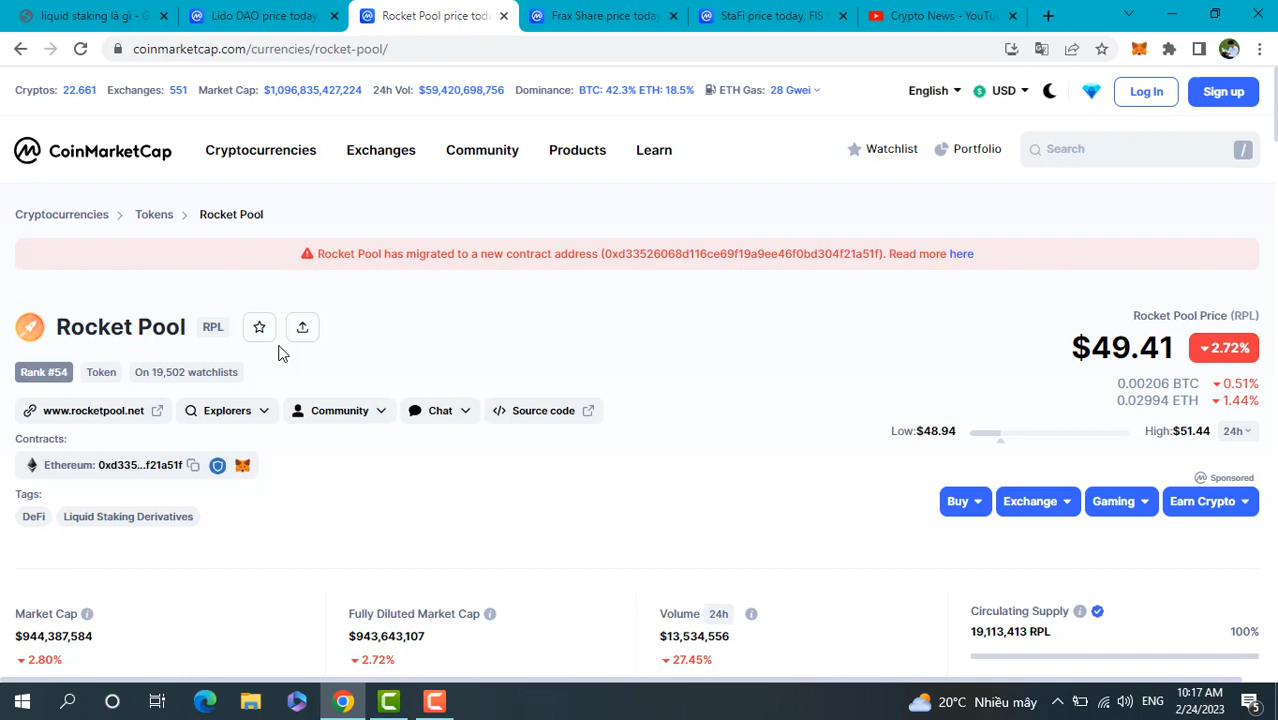 liquid staking là gì - G
Lido DAO price today,
Rocket Pool price tod
Frax Share price toda
StaFi price today, FIS
Crypto News - YouTu
coinmarketcap.com/currencies/rocket-pool/
Cryptos: 22.661 Exchanges: 551 Market Cap: $1,096,835,427,224 24h Vol: $59,420,698,756 Dominance: BTC: 42.3% ETH: 18.5% ETH Gas: 28 Gwei English USD Log In Sign up
CoinMarketCap Cryptocurrencies Exchanges Community Products Learn Watchlist Portfolio Search /
Cryptocurrencies > Tokens > Rocket Pool
Rocket Pool has migrated to a new contract address (0xd33526068d116ce69f19a9ee46f0bd304f21a51f). Read more here
Rocket Pool RPL
Rank #54 Token On 19,502 watchlists
www.rocketpool.net Explorers Community Chat Source code
Contracts:
Ethereum: 0xd335...f21a51f
Tags:
DeFi Liquid Staking Derivatives
Rocket Pool Price (RPL)
$49.41 2.72%
0.00206 BTC 0.51%
0.02994 ETH 1.44%
Low:$48.94 High:$51.44 24h
Sponsored
Buy Exchange Gaming Earn Crypto
Market Cap
$944,387,584
2.80%
Fully Diluted Market Cap
$943,643,107
2.72%
Volume 24h
$13,534,556
27.45%
Circulating Supply
19,113,413 RPL 100%
20°C Nhiều mây ENG
10:17 AM
2/24/2023
5